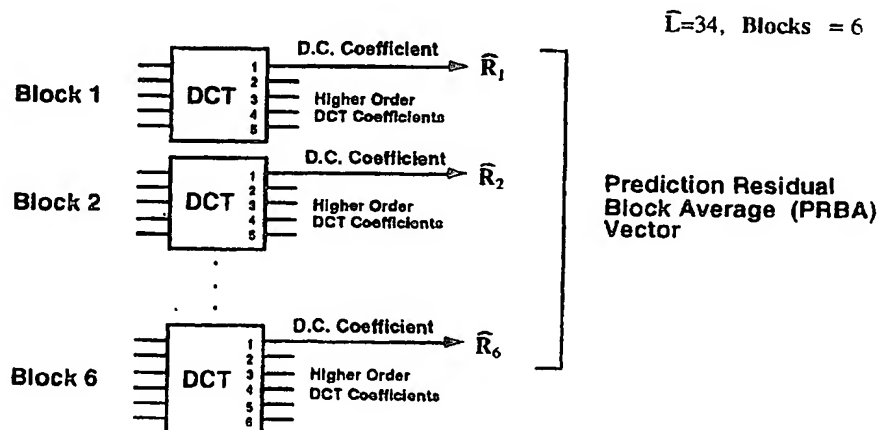 L̂=34, Blocks = 6
D.C. Coefficient
R̂₁
Block 1
DCT
1
2
3
4
5
Higher Order
DCT Coefficients
D.C. Coefficient
R̂₂
Block 2
DCT
1
2
3
4
5
Higher Order
DCT Coefficients
Prediction Residual
Block Average (PRBA)
Vector
D.C. Coefficient
R̂₆
Block 6
DCT
1
2
3
4
5
6
Higher Order
DCT Coefficients